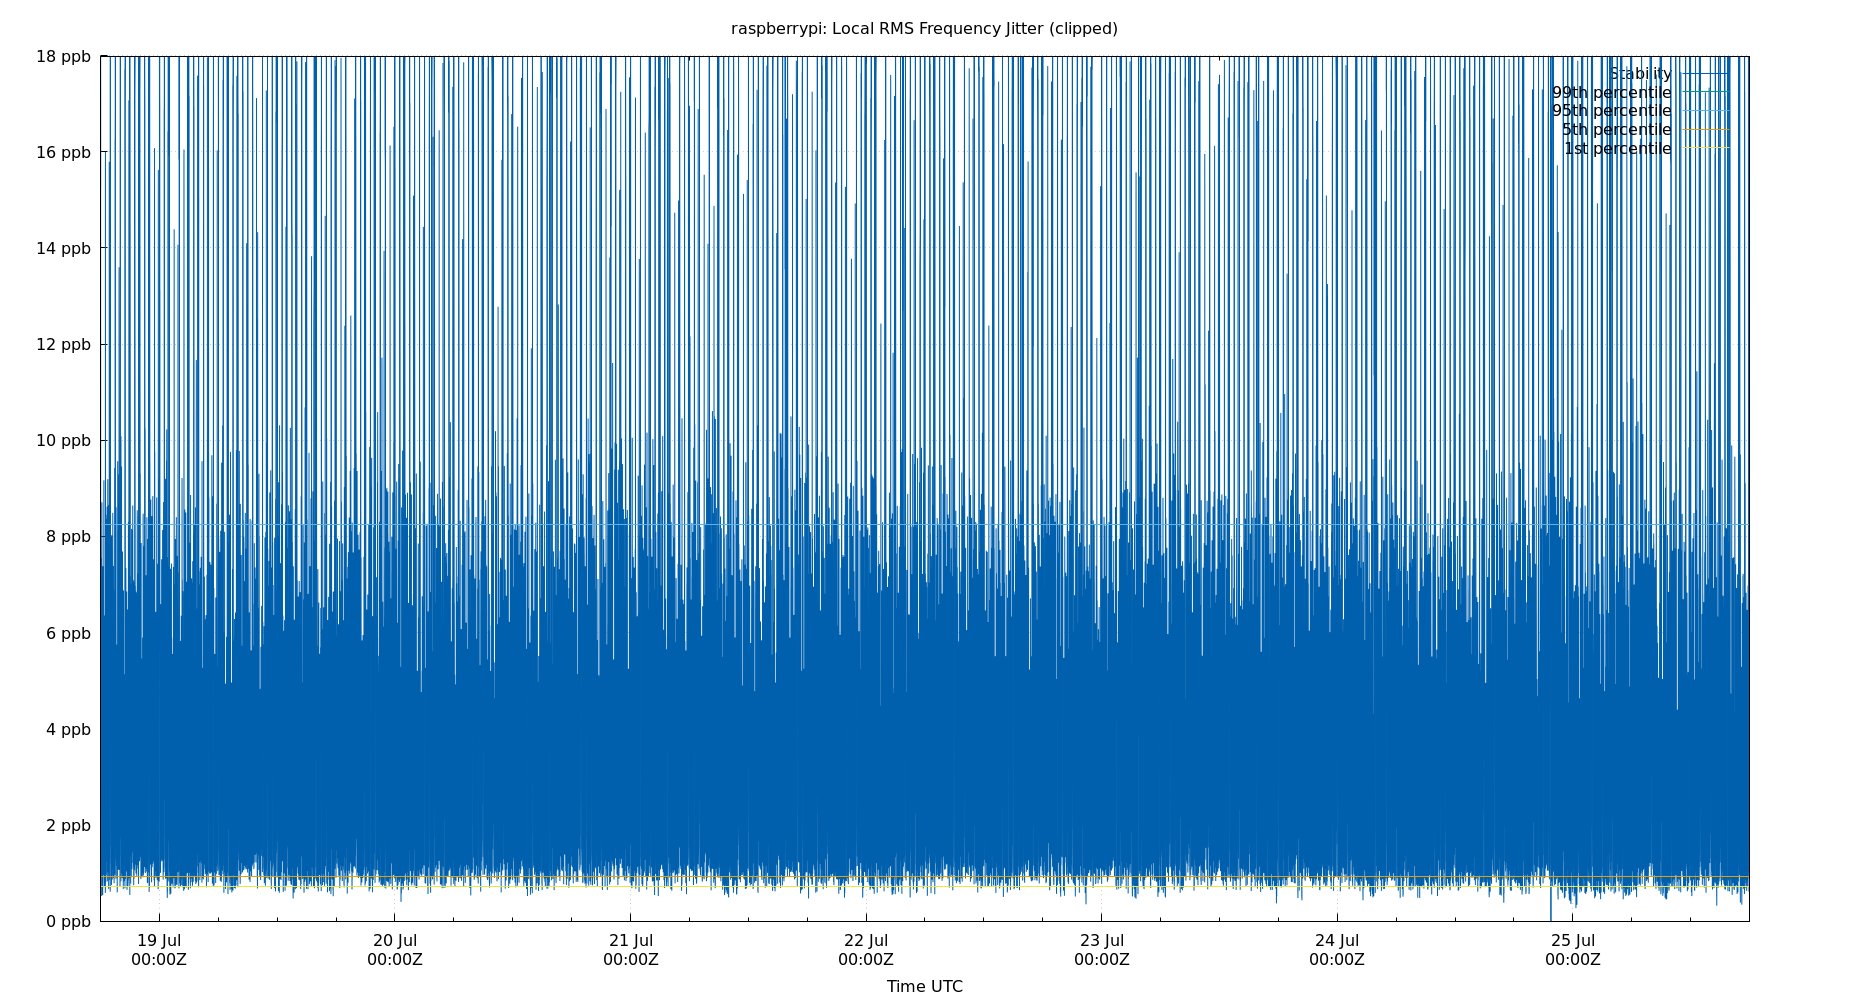 raspberrypi: Local RMS Frequency Jitter (clipped)
18 ppb
16 ppb
14 ppb
12 ppb
10 ppb
8 ppb
6 ppb
4 ppb
2 ppb
0 ppb
Stability
99th percentile
95th percentile
5th percentile
1st percentile
19 Jul 20 Jul 21 Jul 22 Jul 23 Jul 24 Jul 25 Jul
00:00Z 00:00Z 00:00Z 00:00Z 00:00Z 00:00Z 00:00Z
Time UTC